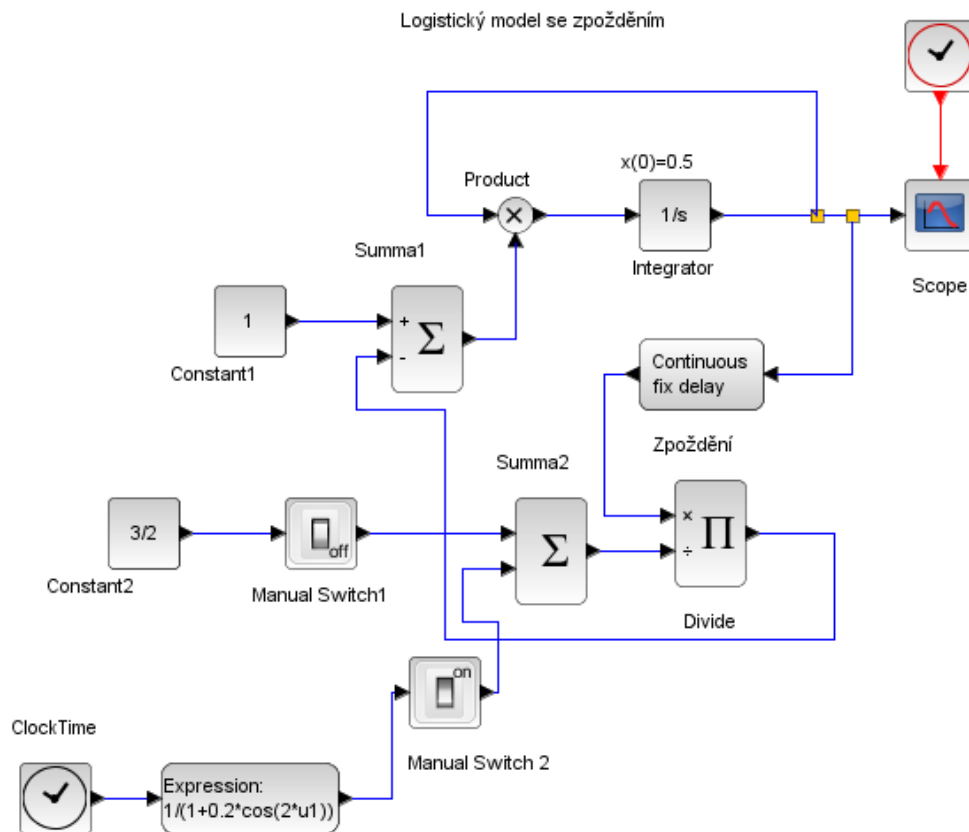 Logistický model se zpožděním
x(0)=0.5
Product
1/s
×
Integrator
Scope
Summa1
1
+
-
Σ
Constant1
Continuous
fix delay
Zpoždění
Summa2
3/2
off
Σ
×
÷
Π
Constant2
Manual Switch1
Divide
on
Manual Switch 2
ClockTime
Expression:
1/(1+0.2*cos(2*u1))